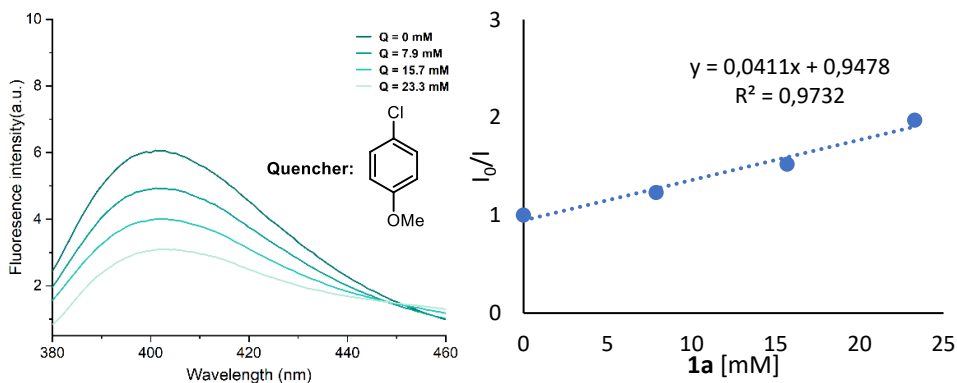 10
8
6
4
2
Fluoresence intensity(a.u.)
380
400
420
440
460
Wavelength (nm)
Q = 0 mM
Q = 7.9 mM
Q = 15.7 mM
Q = 23.3 mM
Quencher:
Cl
OMe
3
2
1
0
I₀/I
y = 0,0411x + 0,9478
R² = 0,9732
0
5
10
15
20
25
1a [mM]